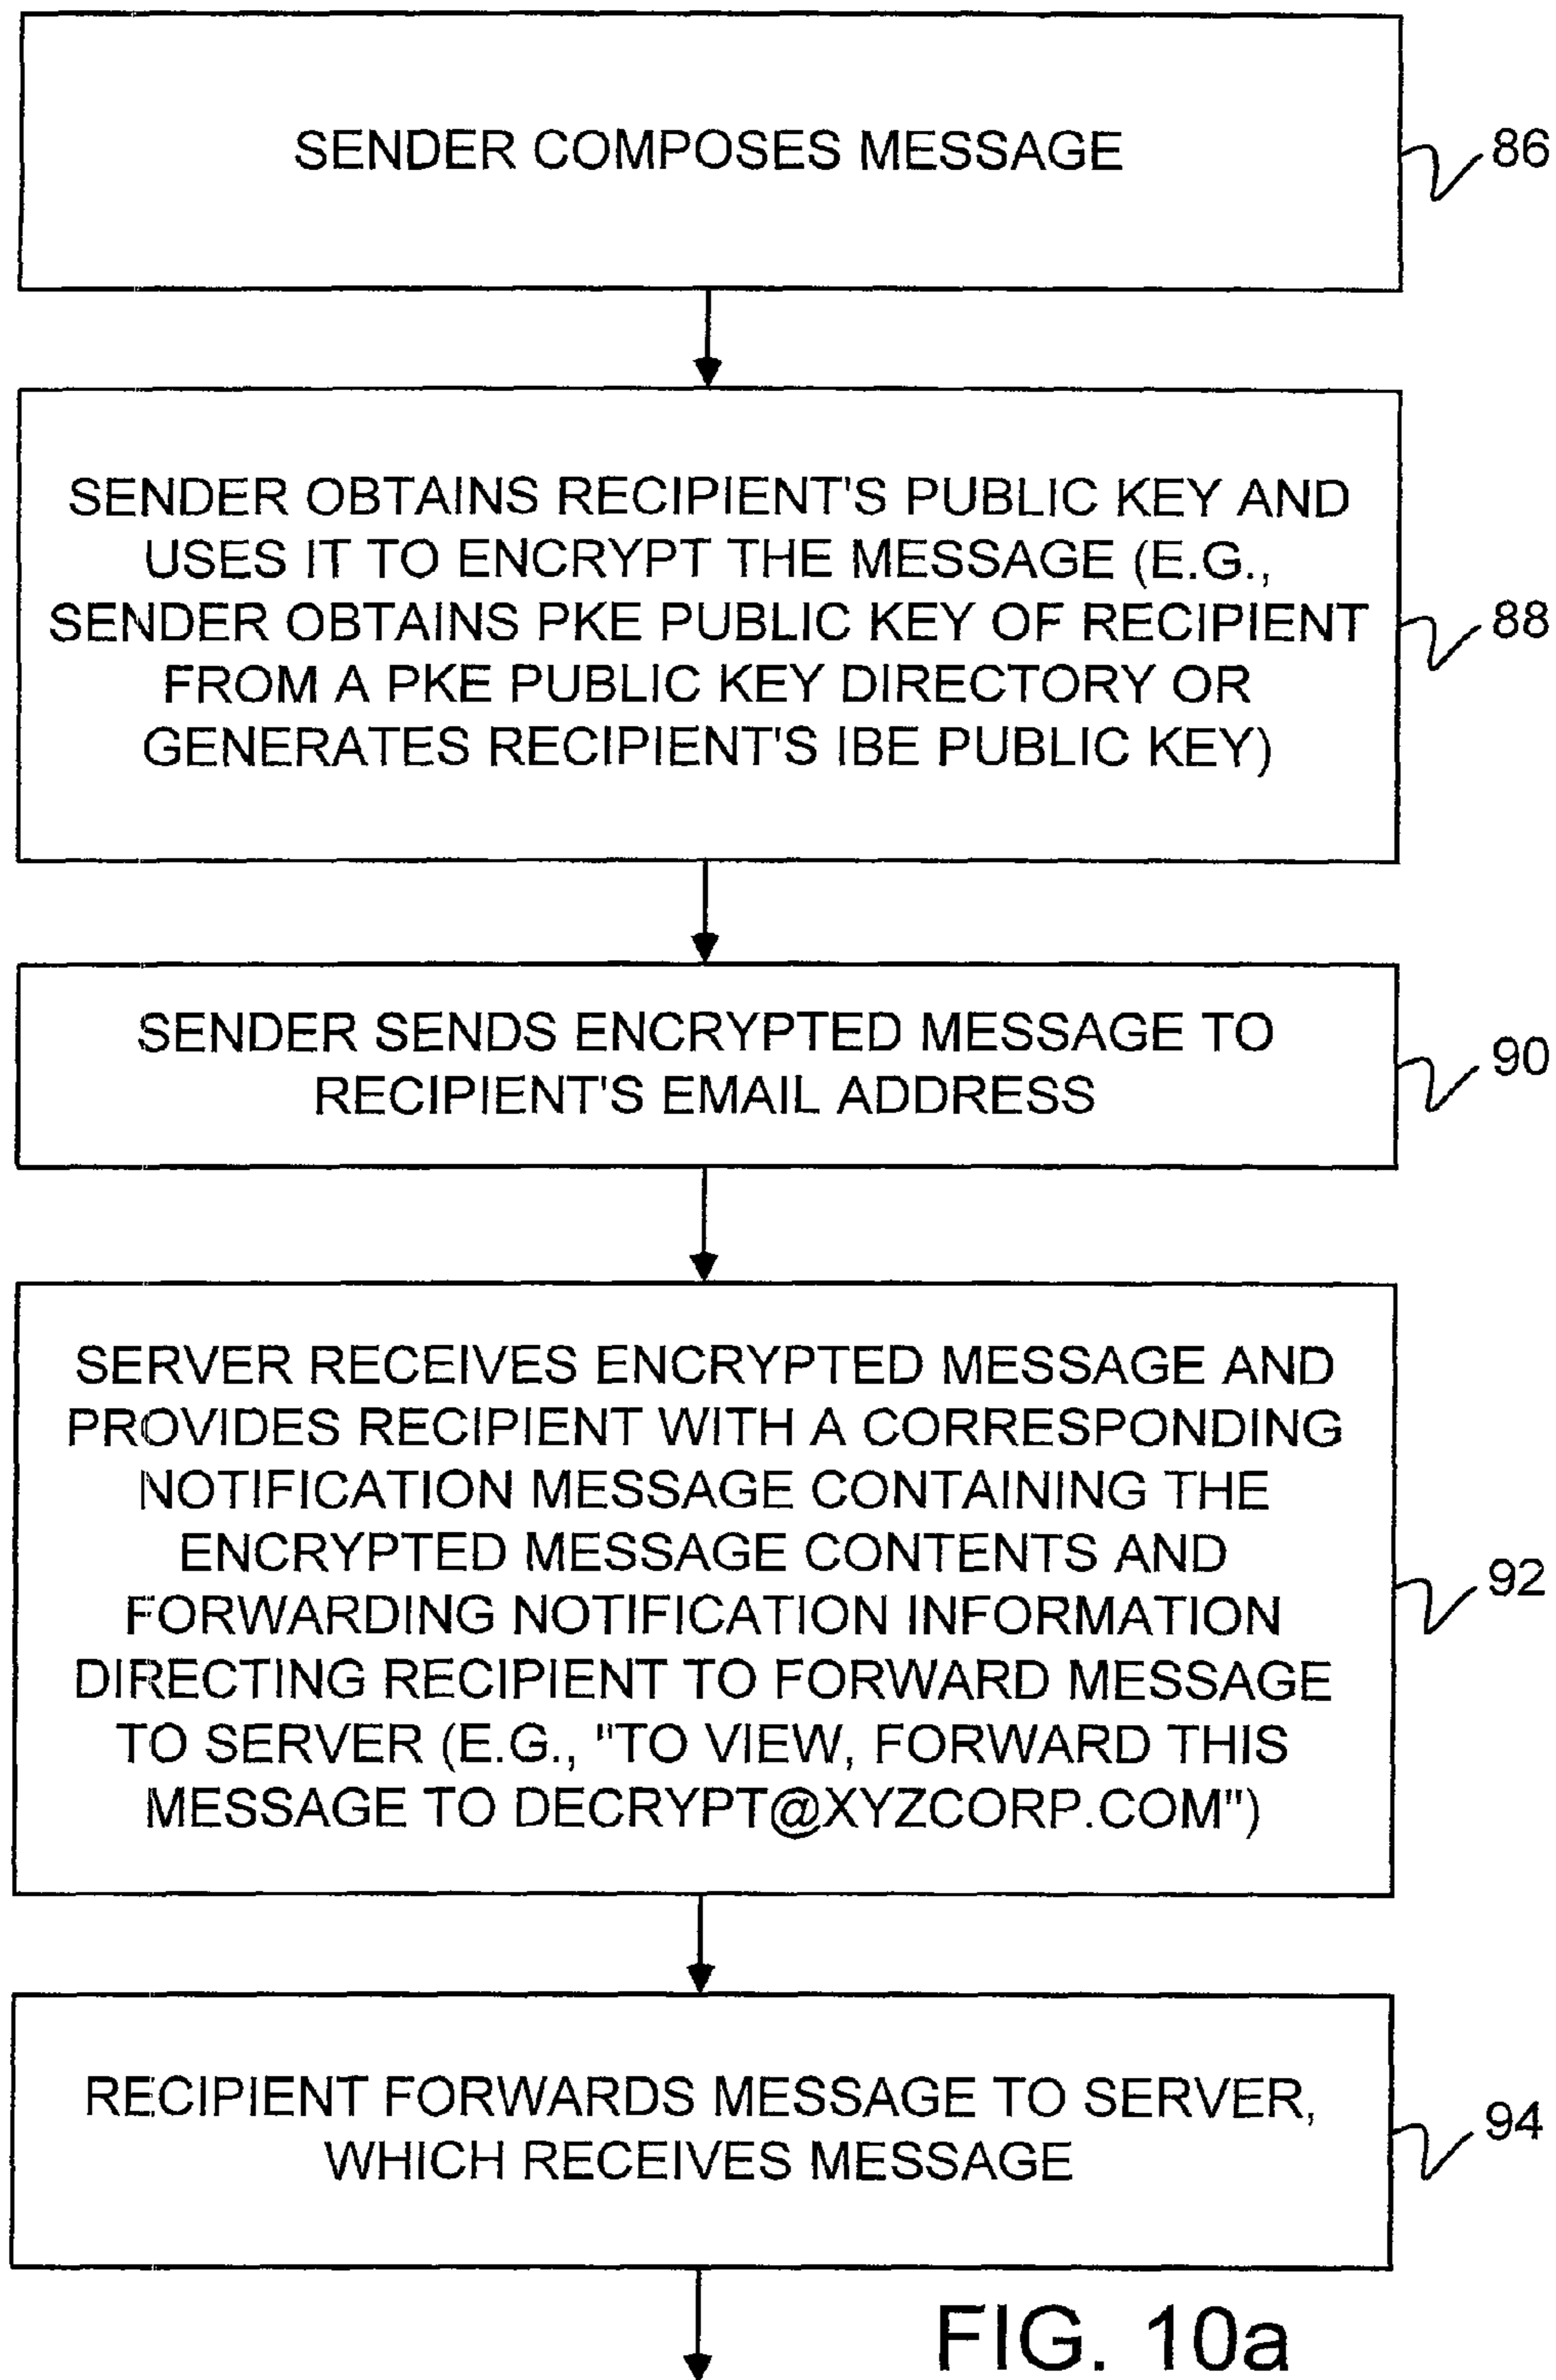 SENDER COMPOSES MESSAGE
86
SENDER OBTAINS RECIPIENT'S PUBLIC KEY AND
USES IT TO ENCRYPT THE MESSAGE (E.G.,
SENDER OBTAINS PKE PUBLIC KEY OF RECIPIENT
FROM A PKE PUBLIC KEY DIRECTORY OR
GENERATES RECIPIENT'S IBE PUBLIC KEY)
88
SENDER SENDS ENCRYPTED MESSAGE TO
RECIPIENT'S EMAIL ADDRESS
90
SERVER RECEIVES ENCRYPTED MESSAGE AND
PROVIDES RECIPIENT WITH A CORRESPONDING
NOTIFICATION MESSAGE CONTAINING THE
ENCRYPTED MESSAGE CONTENTS AND
FORWARDING NOTIFICATION INFORMATION
DIRECTING RECIPIENT TO FORWARD MESSAGE
TO SERVER (E.G., "TO VIEW, FORWARD THIS
MESSAGE TO DECRYPT@XYZCORP.COM")
92
RECIPIENT FORWARDS MESSAGE TO SERVER,
WHICH RECEIVES MESSAGE
94
FIG. 10a